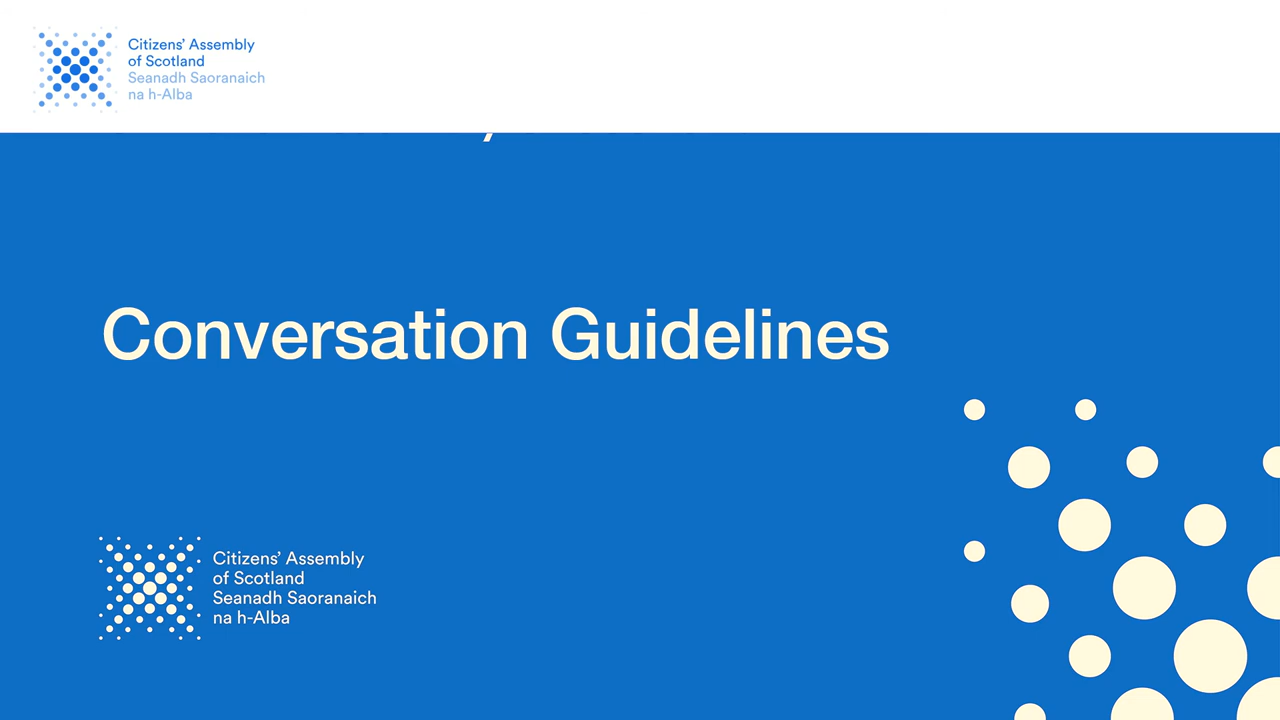 Citizens’ Assembly
of Scotland
Seanadh Saoranaich
na h-Alba
Conversation Guidelines
Citizens’ Assembly
of Scotland
Seanadh Saoranaich
na h-Alba